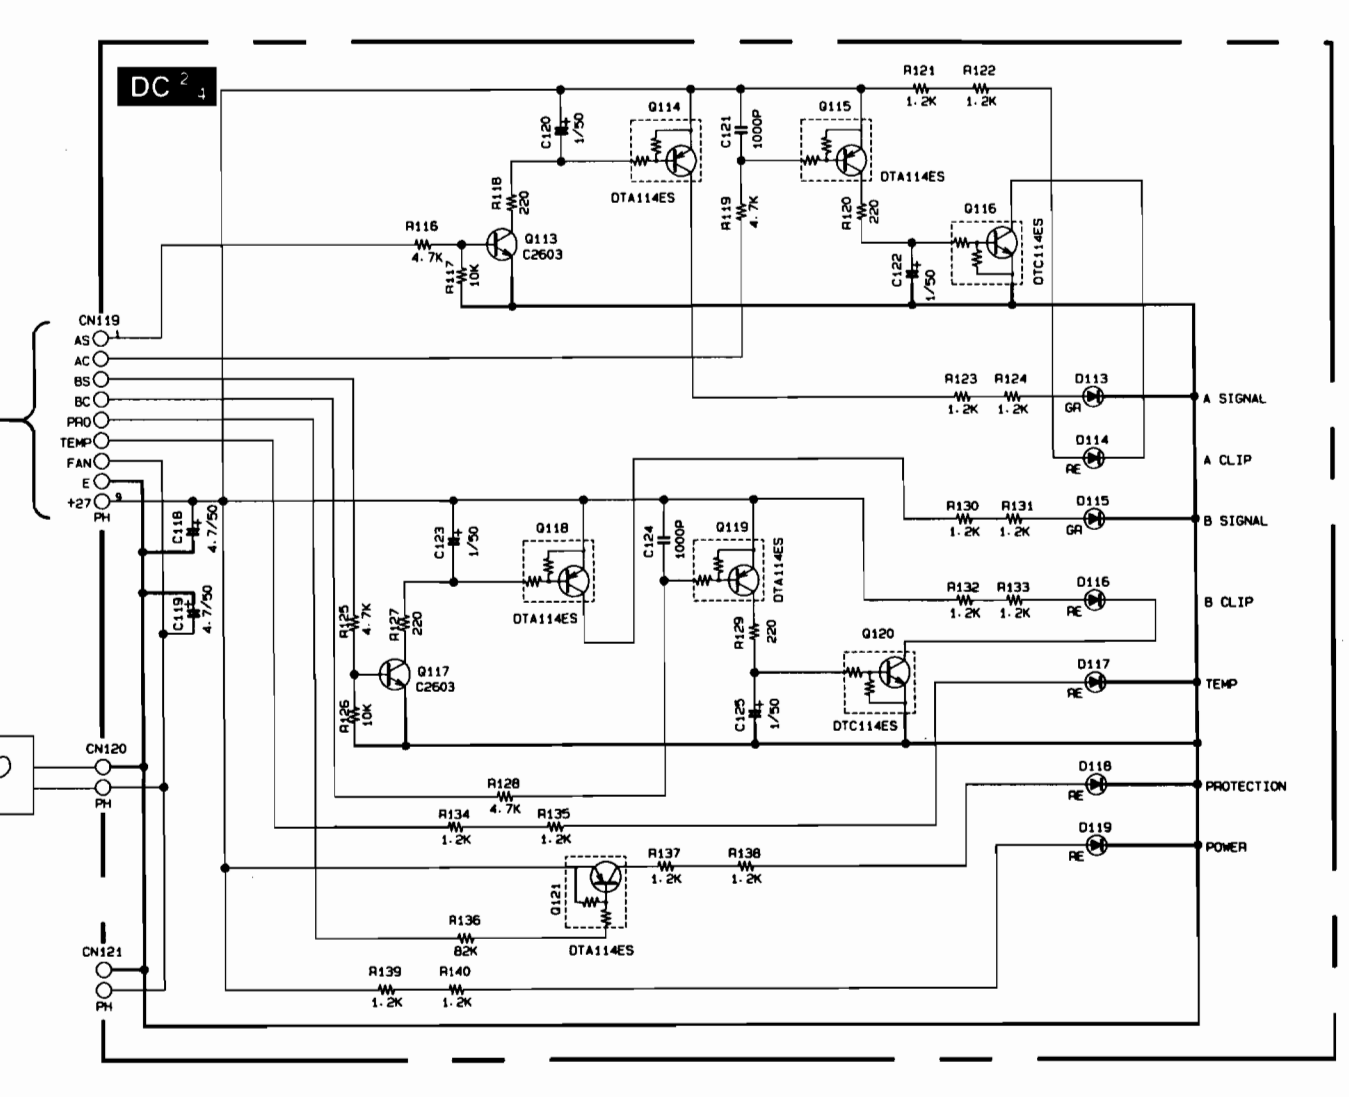 DC 2 4
R121 R122
1.2K 1.2K
Q114
C120 1/50
C121 1000P
Q115
DTA114ES
DTA114ES
R118 220
R119 4.7K
R120 220
Q116
DTC114ES
R116
4.7K
Q113
C2603
R117 10K
C122 1/50
CN119
AS 1
AC
BS
BC
PRO
TEMP
FAN
E
+27 9
PH
R123 R124 D113
1.2K 1.2K GR
A SIGNAL
D114
RE
A CLIP
R130 R131 D115
1.2K 1.2K GR
B SIGNAL
C118 4.7/50
C119 4.7/50
C123 1/50
Q118
C124 1000P
Q119
DTA114ES
DTA114ES
R132 R133 D116
1.2K 1.2K RE
B CLIP
R125 4.7K
R127 220
R129 220
Q120
Q117
C2603
R126 10K
C125 1/50
DTC114ES
D117
RE
TEMP
CN120
PH
R128
4.7K
D118
RE
PROTECTION
R134 R135
1.2K 1.2K
D119
RE
POWER
R137 R138
1.2K 1.2K
Q121
DTA114ES
R136
82K
CN121
PH
R139 R140
1.2K 1.2K